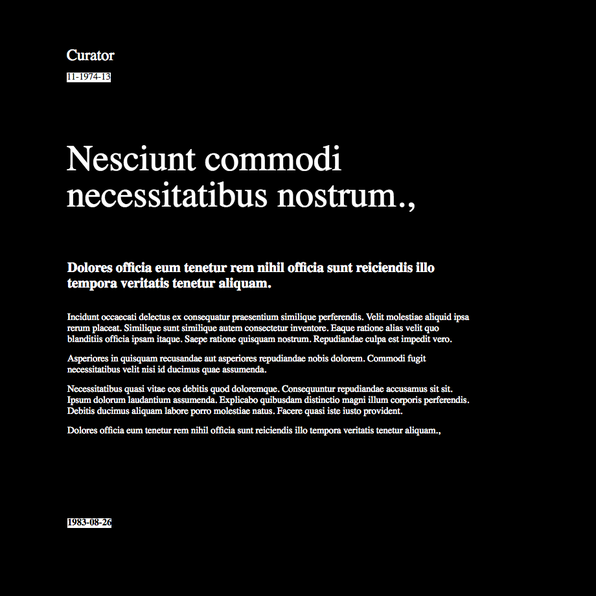 Curator
11-1974-13
Nesciunt commodi
necessitatibus nostrum.,
Dolores officia eum tenetur rem nihil officia sunt reiciendis illo
tempora veritatis tenetur aliquam.
Incidunt occaecati delectus ex consequatur praesentium similique perferendis. Velit molestiae aliquid ipsa
rerum placeat. Similique sunt similique autem consectetur inventore. Eaque ratione alias velit quo
blanditiis officia ipsam itaque. Saepe ratione quisquam nostrum. Repudiandae culpa est impedit vero.
Asperiores in quisquam recusandae aut asperiores repudiandae nobis dolorem. Commodi fugit
necessitatibus velit nisi id ducimus quae assumenda.
Necessitatibus quasi vitae eos debitis quod doloremque. Consequuntur repudiandae accusamus sit sit.
Ipsum dolorum laudantium assumenda. Explicabo quibusdam distinctio magni illum corporis perferendis.
Debitis ducimus aliquam labore porro molestiae natus. Facere quasi iste iusto provident.
Dolores officia eum tenetur rem nihil officia sunt reiciendis illo tempora veritatis tenetur aliquam.,
1983-08-26